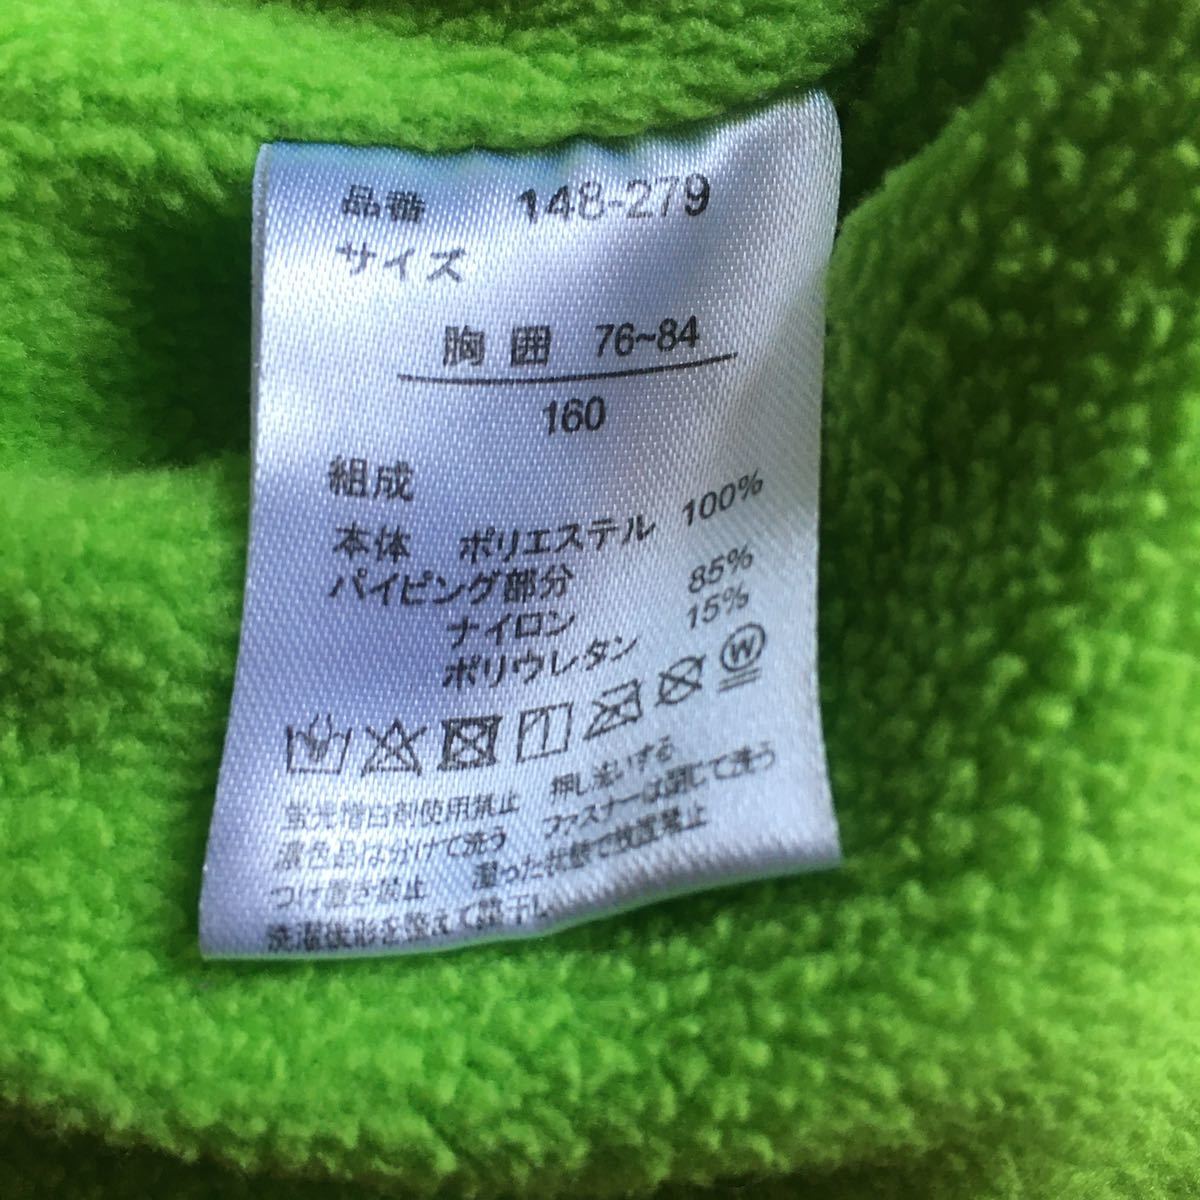 品番 148-279
サイズ
胸囲 76~84
160
組成
本体 ポリエステル 100%
パイピング部分
ナイロン 85%
ポリウレタン 15%
W
蛍光増白剤使用禁止 押し洗いする
濃色品は分けて洗う ファスナーは閉じて洗う
つけ置き禁止 湿った状態で放置禁止
洗濯後形を整えて陰干し